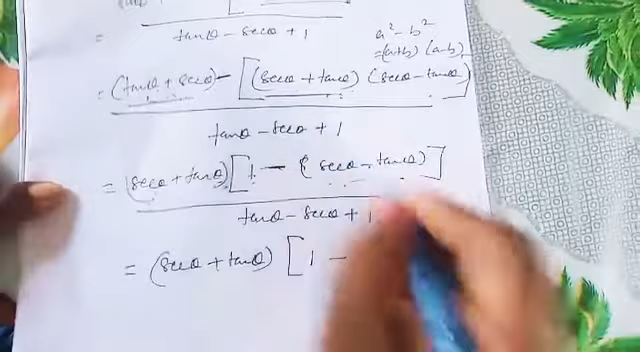 =
tanθ - secθ + 1
a² - b²
= (a+b) (a-b)
= (tanθ + secθ) - [(secθ + tanθ) (secθ - tanθ)]
tanθ - secθ + 1
= (secθ + tanθ) [1 - {secθ - tanθ)]
tanθ - secθ + 1
= (secθ + tanθ) [1 -